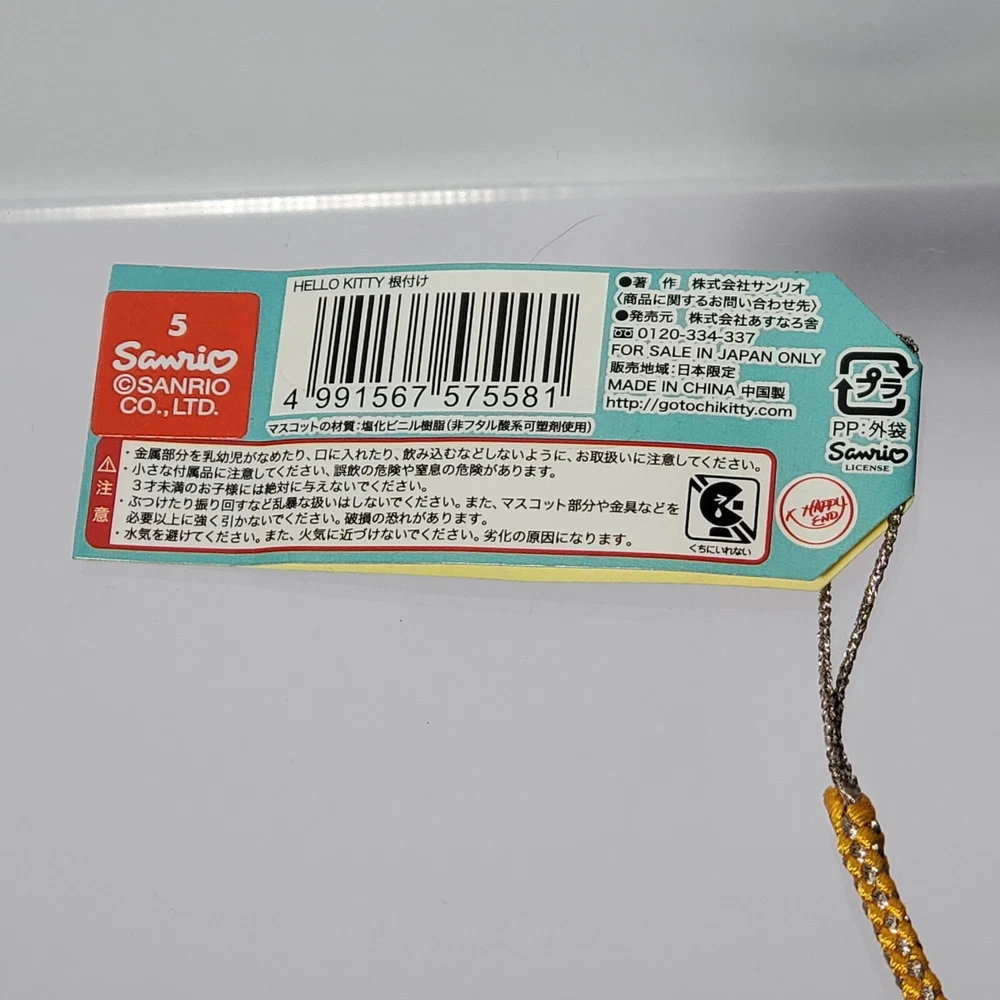 5
Sanrio
©SANRIO
CO.,LTD.
HELLO KITTY 根付け
4 991567 575581
マスコットの材質：塩化ビニル樹脂（非フタル酸系可塑剤使用）
●著　作　株式会社サンリオ
〈商品に関するお問い合わせ先〉
●発売元　株式会社あすなろ舎
0120-334-337
FOR SALE IN JAPAN ONLY
販売地域：日本限定
MADE IN CHINA 中国製
http://gotochikitty.com
プラ
PP：外袋
Sanrio
LICENSE
注意
・金属部分を乳幼児がなめたり、口に入れたり、飲み込むなどしないように、お取扱いに注意してください。
・小さな付属品に注意してください、誤飲の危険や窒息の危険があります。
３才未満のお子様には絶対に与えないでください。
・ぶつけたり振り回すなど乱暴な扱いはしないでください。また、マスコット部分や金具などを
必要以上に強く引かないでください。破損の恐れがあります。
・水気を避けてください。また、火気に近づけないでください。劣化の原因になります。
くちにいれない
HAPPY
END